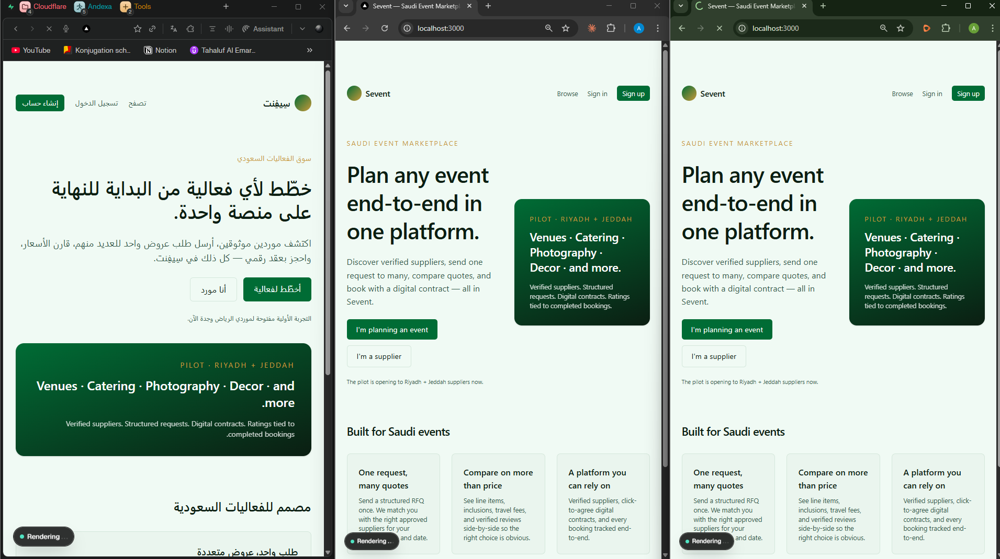 Cloudflare
4
Andexa
5
Tools
2
Assistant
YouTube
Konjugation sch...
Notion
Tahaluf Al Emar...
سيفِنت
تصفح
تسجيل الدخول
إنشاء حساب
سوق الفعاليات السعودي
خطّط لأي فعالية من البداية للنهاية
على منصة واحدة.
اكتشف موردين موثوقين، أرسل طلب عروض واحد للعديد منهم، قارن الأسعار،
واحجز بعقد رقمي — كل ذلك في سيفِنت.
أخطّط لفعالية
أنا مورد
التجربة الأولية مفتوحة لموردي الرياض وجدة الآن.
PILOT · RIYADH + JEDDAH
Venues · Catering · Photography · Decor · and
.more
Verified suppliers. Structured requests. Digital contracts. Ratings tied to
.completed bookings
مصمم للفعاليات السعودية
طلب واحد، عروض متعددة
Rendering...
Sevent — Saudi Event Marketpl
localhost:3000
A
Sevent
Browse
Sign in
Sign up
SAUDI EVENT MARKETPLACE
Plan any event
end-to-end in
one platform.
Discover verified suppliers, send one
request to many, compare quotes, and
book with a digital contract — all in
Sevent.
I'm planning an event
I'm a supplier
The pilot is opening to Riyadh + Jeddah suppliers now.
PILOT · RIYADH + JEDDAH
Venues · Catering ·
Photography ·
Decor · and more.
Verified suppliers. Structured
requests. Digital contracts. Ratings
tied to completed bookings.
Built for Saudi events
One request,
many quotes
Send a structured RFQ
once. We match you
with the right approved
suppliers for your
and date.
Compare on more
than price
See line items,
inclusions, travel fees,
and verified reviews
side-by-side so the
right choice is obvious.
A platform you
can rely on
Verified suppliers, click-
to-agree digital
contracts, and every
booking tracked end-
to-end.
Rendering..
Sevent — Saudi Event Marketpl
localhost:3000
A
Sevent
Browse
Sign in
Sign up
SAUDI EVENT MARKETPLACE
Plan any event
end-to-end in
one platform.
Discover verified suppliers, send one
request to many, compare quotes, and
book with a digital contract — all in
Sevent.
I'm planning an event
I'm a supplier
The pilot is opening to Riyadh + Jeddah suppliers now.
PILOT · RIYADH + JEDDAH
Venues · Catering ·
Photography ·
Decor · and more.
Verified suppliers. Structured
requests. Digital contracts. Ratings
tied to completed bookings.
Built for Saudi events
One request,
many quotes
Send a structured RFQ
once. We match you
with the right approved
suppliers for your
and date.
Compare on more
than price
See line items,
inclusions, travel fees,
and verified reviews
side-by-side so the
right choice is obvious.
A platform you
can rely on
Verified suppliers, click-
to-agree digital
contracts, and every
booking tracked end-
to-end.
Rendering...